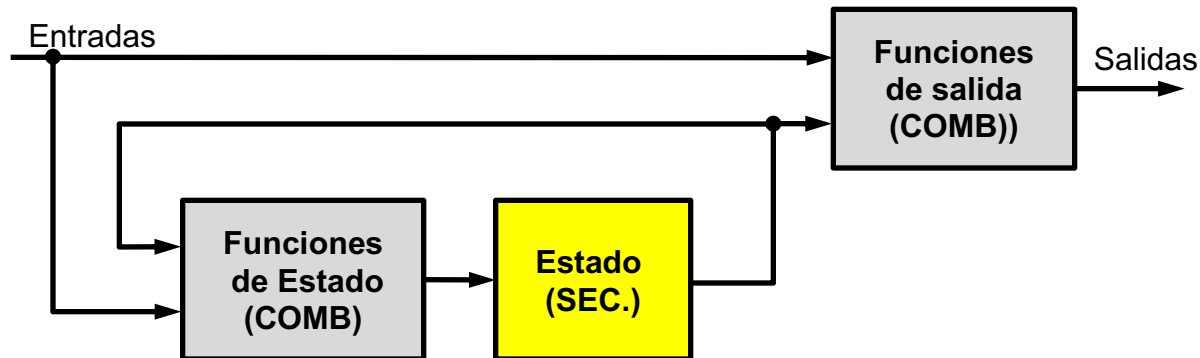 Entradas
Funciones
de salida
(COMB))
Salidas
Funciones
de Estado
(COMB)
Estado
(SEC.)